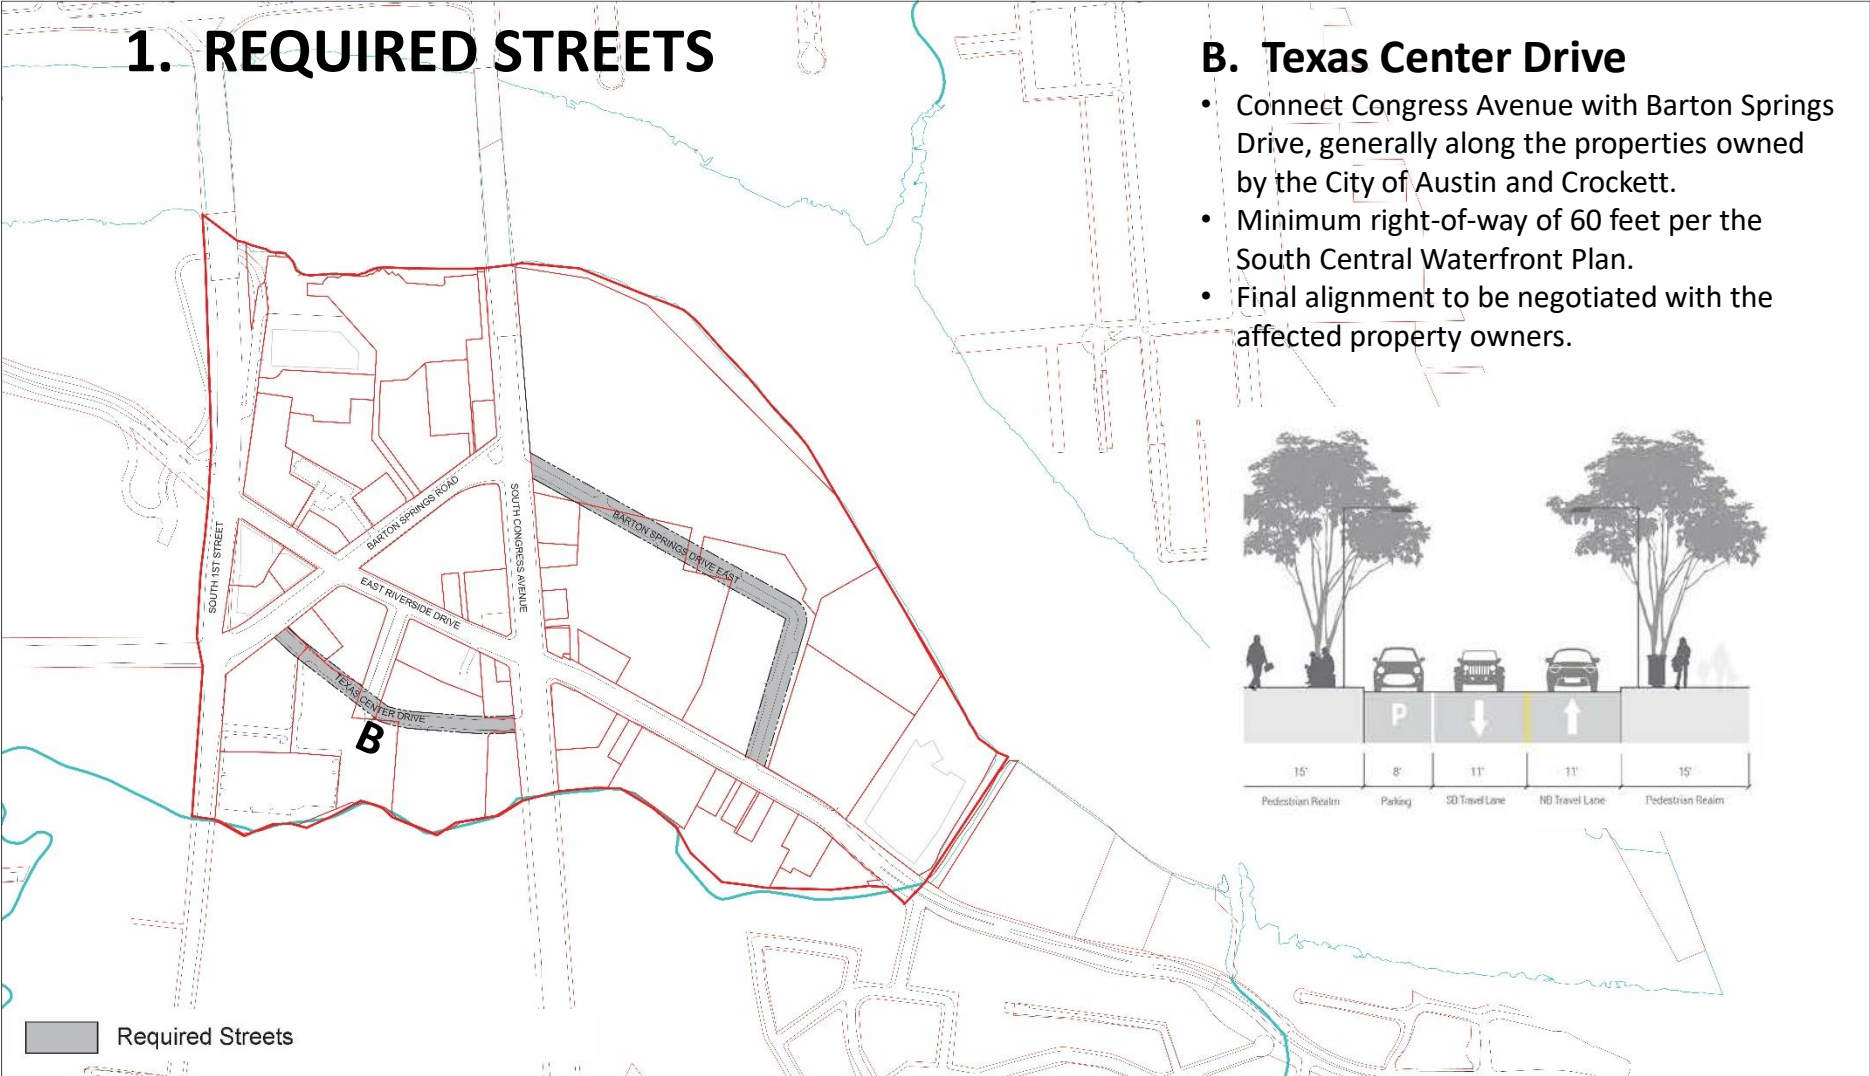 1. REQUIRED STREETS
B. Texas Center Drive
• Connect Congress Avenue with Barton Springs
Drive, generally along the properties owned
by the City of Austin and Crockett.
• Minimum right-of-way of 60 feet per the
South Central Waterfront Plan.
• Final alignment to be negotiated with the
affected property owners.
BARTON SPRINGS ROAD
SOUTH CONGRESS AVENUE
SOUTH 1ST STREET
BARTON SPRINGS DRIVE EAST
EAST RIVERSIDE DRIVE
TEXAS CENTER DRIVE
B
P
15' 8' 11' 11' 15'
Pedestrian Realm Parking SB Travel Lane NB Travel Lane Pedestrian Realm
Required Streets